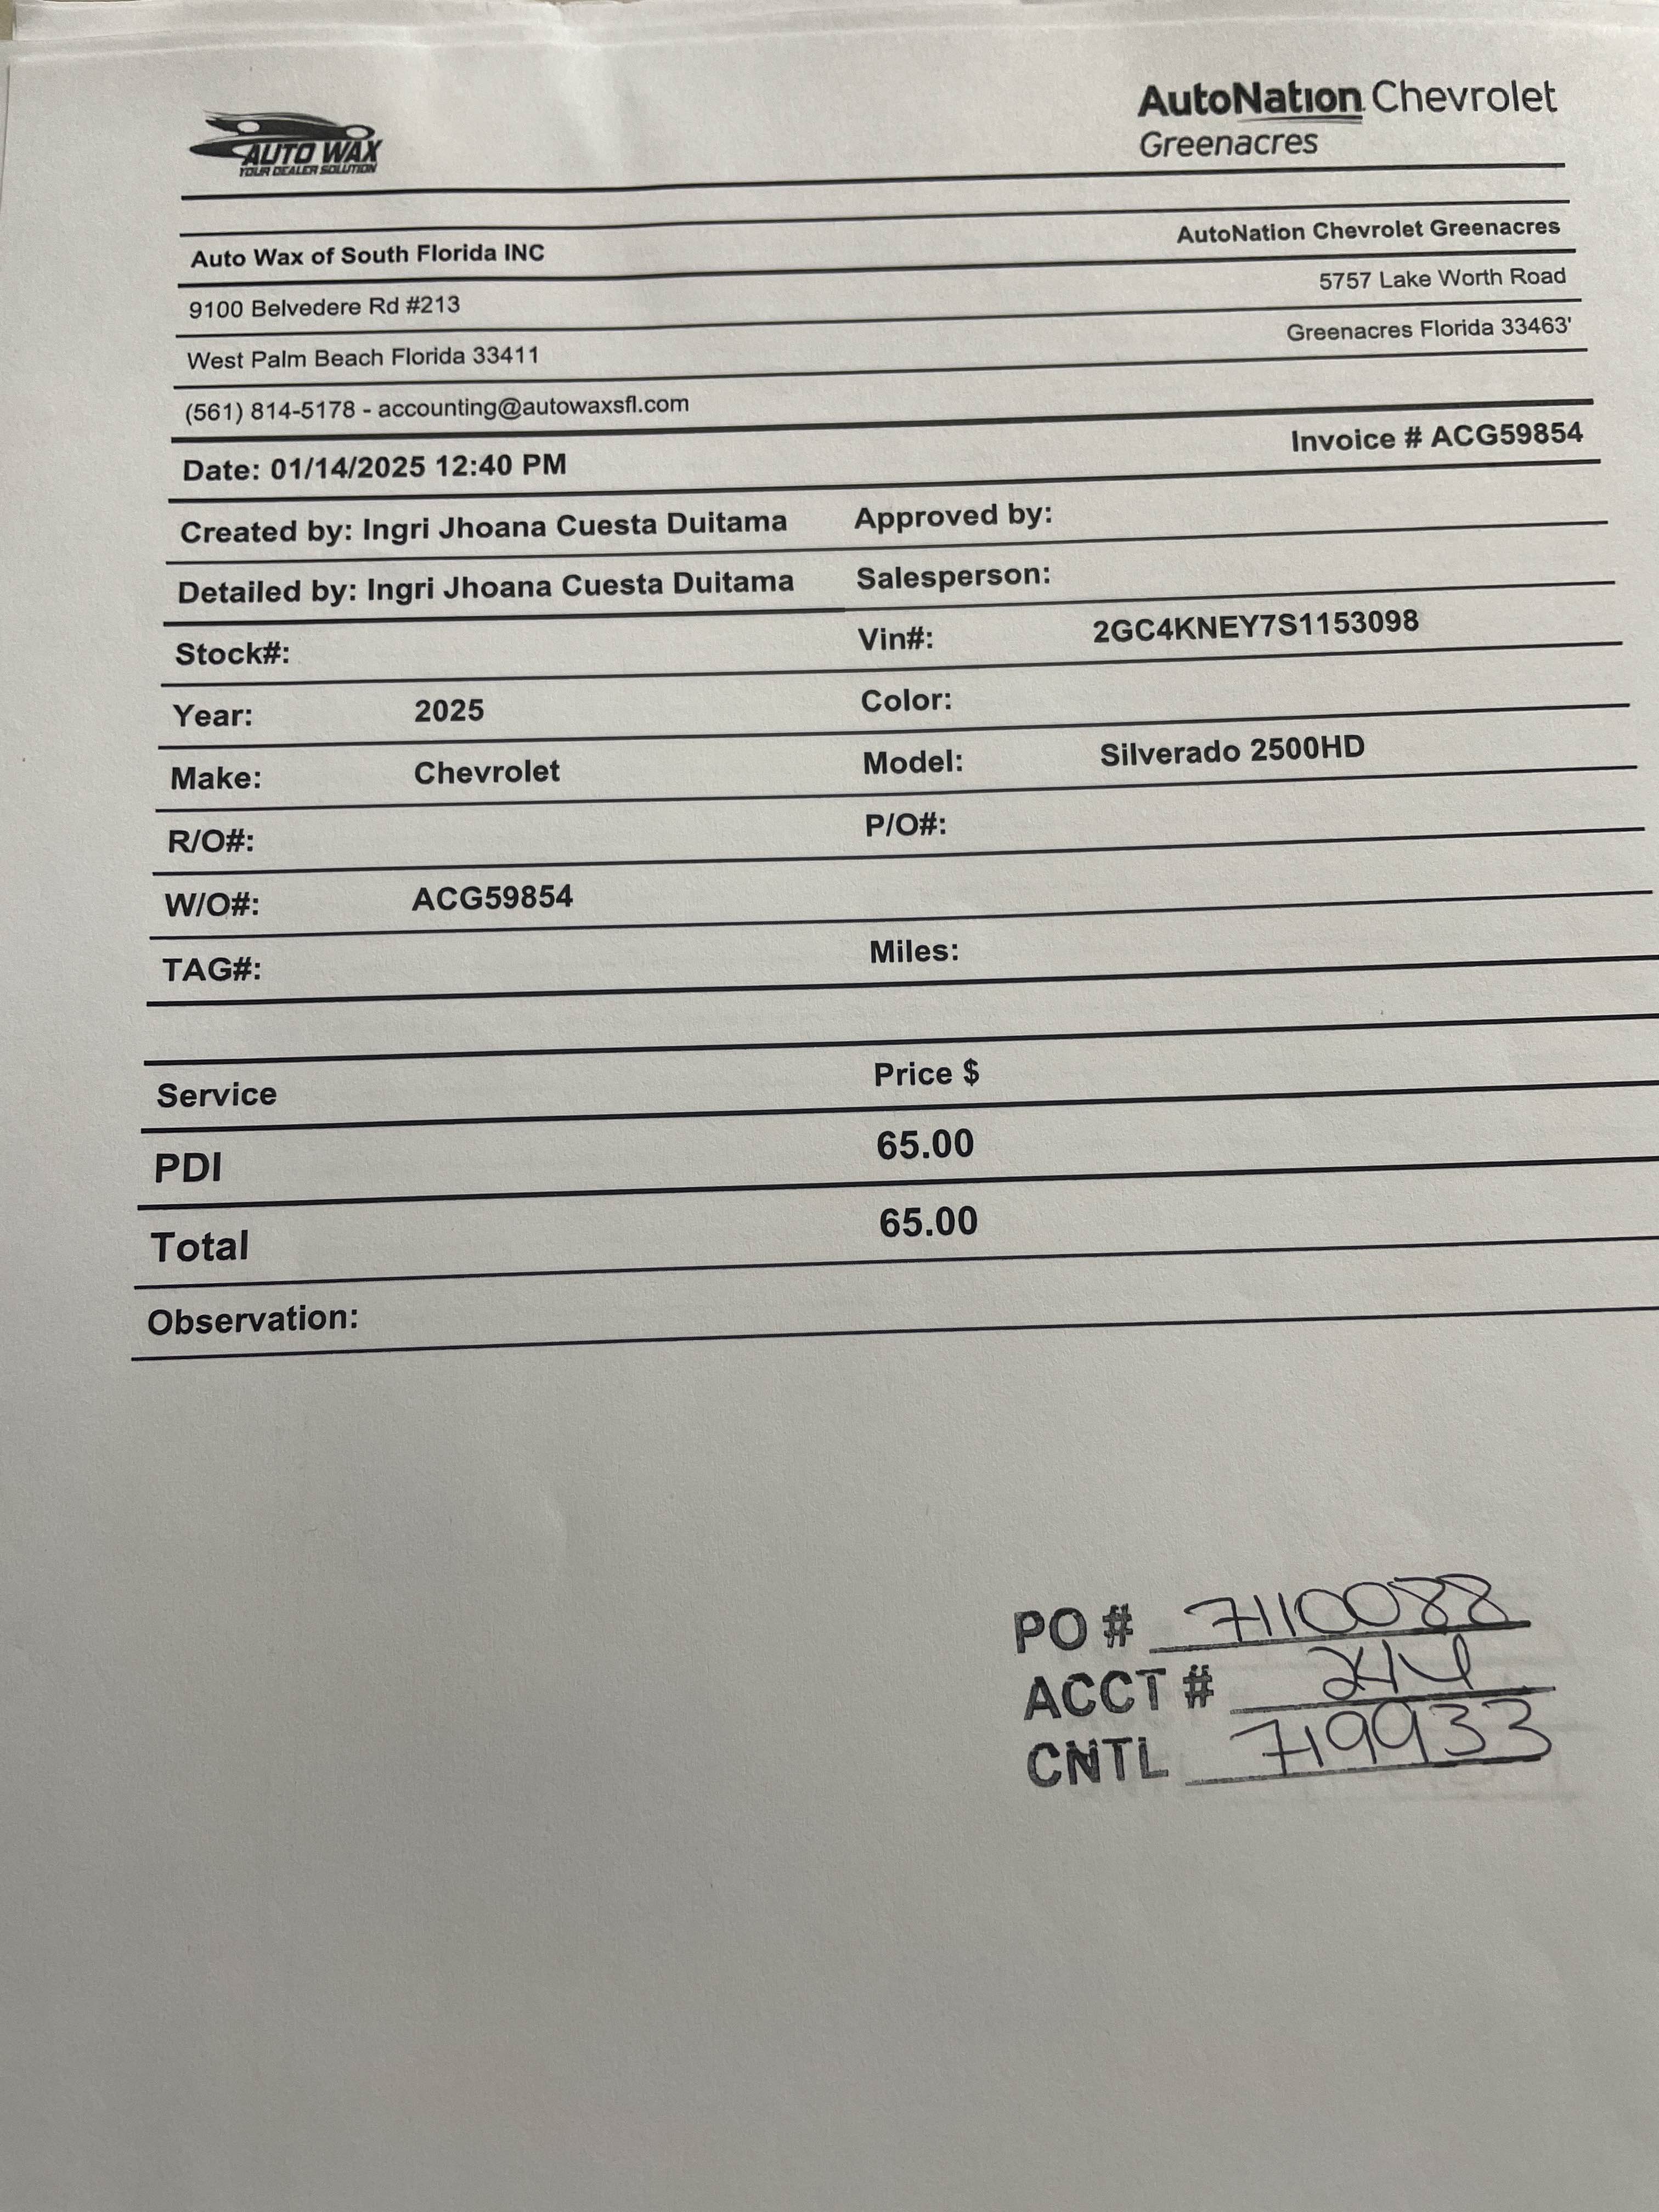 AUTO WAX
YOUR DEALER SOLUTION
AutoNation Chevrolet
Greenacres
Auto Wax of South Florida INC
AutoNation Chevrolet Greenacres
9100 Belvedere Rd #213
5757 Lake Worth Road
West Palm Beach Florida 33411
Greenacres Florida 33463'
(561) 814-5178 - accounting@autowaxsfl.com
Date: 01/14/2025 12:40 PM
Invoice # ACG59854
Created by: Ingri Jhoana Cuesta Duitama Approved by:
Detailed by: Ingri Jhoana Cuesta Duitama Salesperson:
Stock#: Vin#: 2GC4KNEY7S1153098
Year: 2025 Color:
Make: Chevrolet Model: Silverado 2500HD
R/O#: P/O#:
W/O#: ACG59854
TAG#: Miles:
Service Price $
PDI 65.00
Total 65.00
Observation:
PO # 7110088
ACCT # 244
CNTL 719933